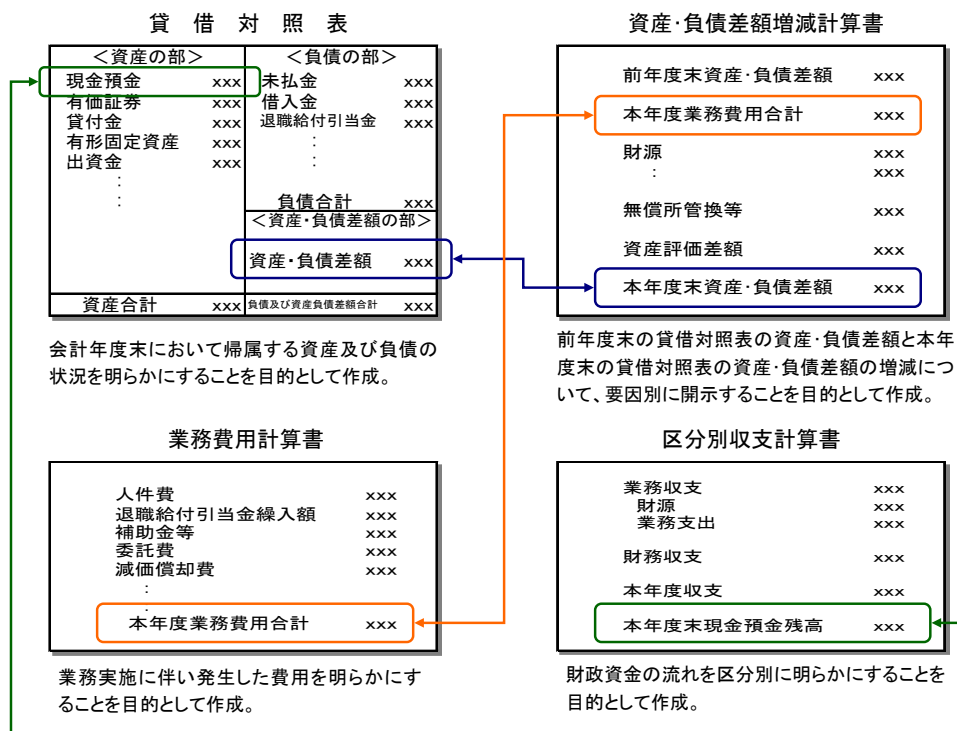 貸　借　対　照　表
＜資産の部＞
現金預金　xxx
有価証券　xxx
貸付金　xxx
有形固定資産　xxx
出資金　xxx
：
：
資産合計　xxx
＜負債の部＞
未払金　xxx
借入金　xxx
退職給付引当金　xxx
：
：
負債合計　xxx
＜資産・負債差額の部＞
資産・負債差額　xxx
負債及び資産負債差額合計　xxx
会計年度末において帰属する資産及び負債の
状況を明らかにすることを目的として作成。
資産・負債差額増減計算書
前年度末資産・負債差額　xxx
本年度業務費用合計　xxx
財源　xxx
：　xxx
無償所管換等　xxx
資産評価差額　xxx
本年度末資産・負債差額　xxx
前年度末の貸借対照表の資産・負債差額と本年
度末の貸借対照表の資産・負債差額の増減につ
いて、要因別に開示することを目的として作成。
業務費用計算書
人件費　xxx
退職給付引当金繰入額　xxx
補助金等　xxx
委託費　xxx
減価償却費　xxx
：
：
本年度業務費用合計　xxx
業務実施に伴い発生した費用を明らかにす
ることを目的として作成。
区分別収支計算書
業務収支　xxx
財源　xxx
業務支出　xxx
財務収支　xxx
本年度収支　xxx
本年度末現金預金残高　xxx
財政資金の流れを区分別に明らかにすることを
目的として作成。